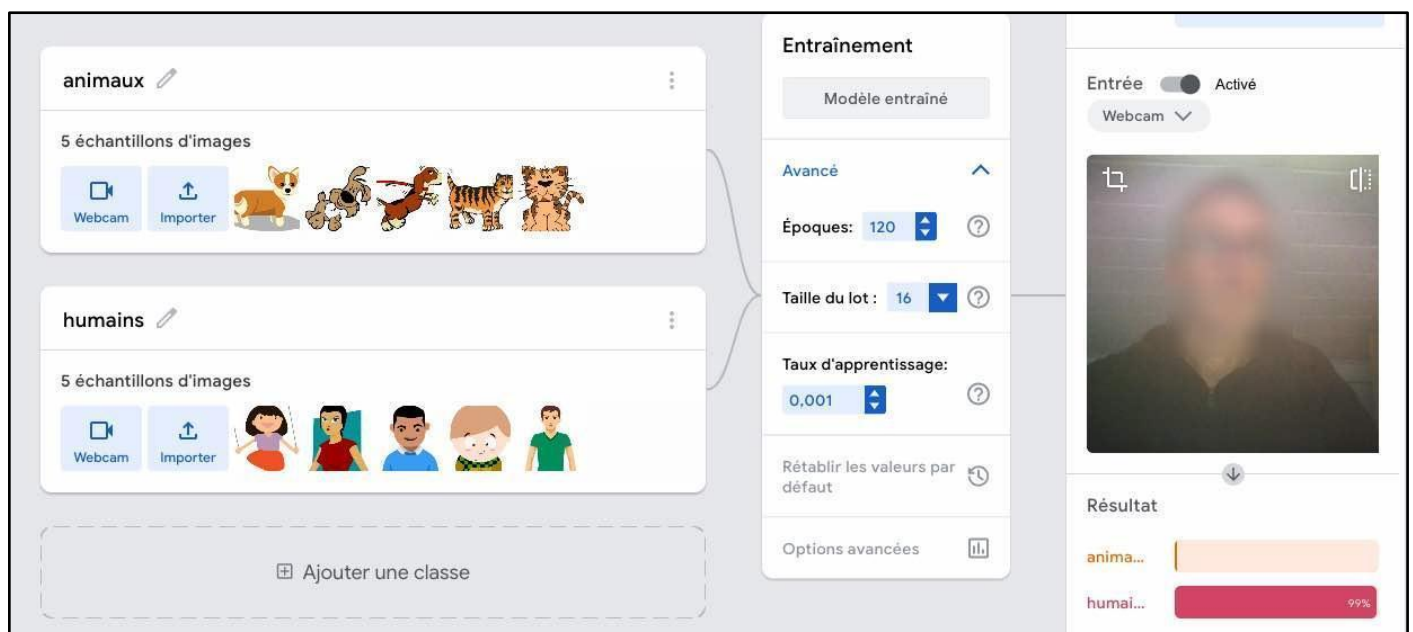 animaux
5 échantillons d'images
Webcam
Importer
humains
5 échantillons d'images
Webcam
Importer
Ajouter une classe
Entraînement
Modèle entraîné
Avancé
Époques: 120
Taille du lot : 16
Taux d'apprentissage:
0,001
Rétablir les valeurs par
défaut
Options avancées
Entrée Activé
Webcam
Résultat
anima...
humai... 99%